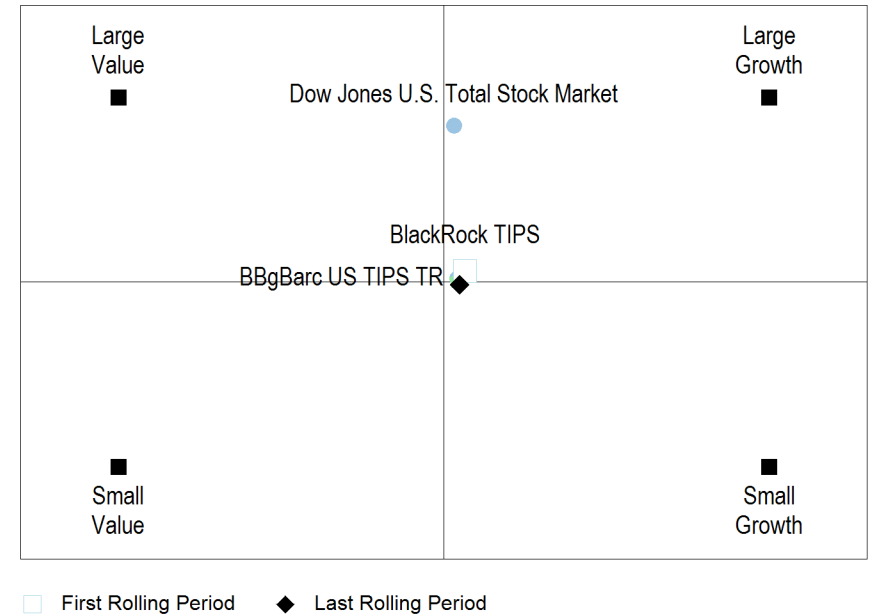 Large
Value
Large
Growth
Dow Jones U.S. Total Stock Market
BlackRock TIPS
BBgBarc US TIPS TR
Small
Value
Small
Growth
First Rolling Period
Last Rolling Period